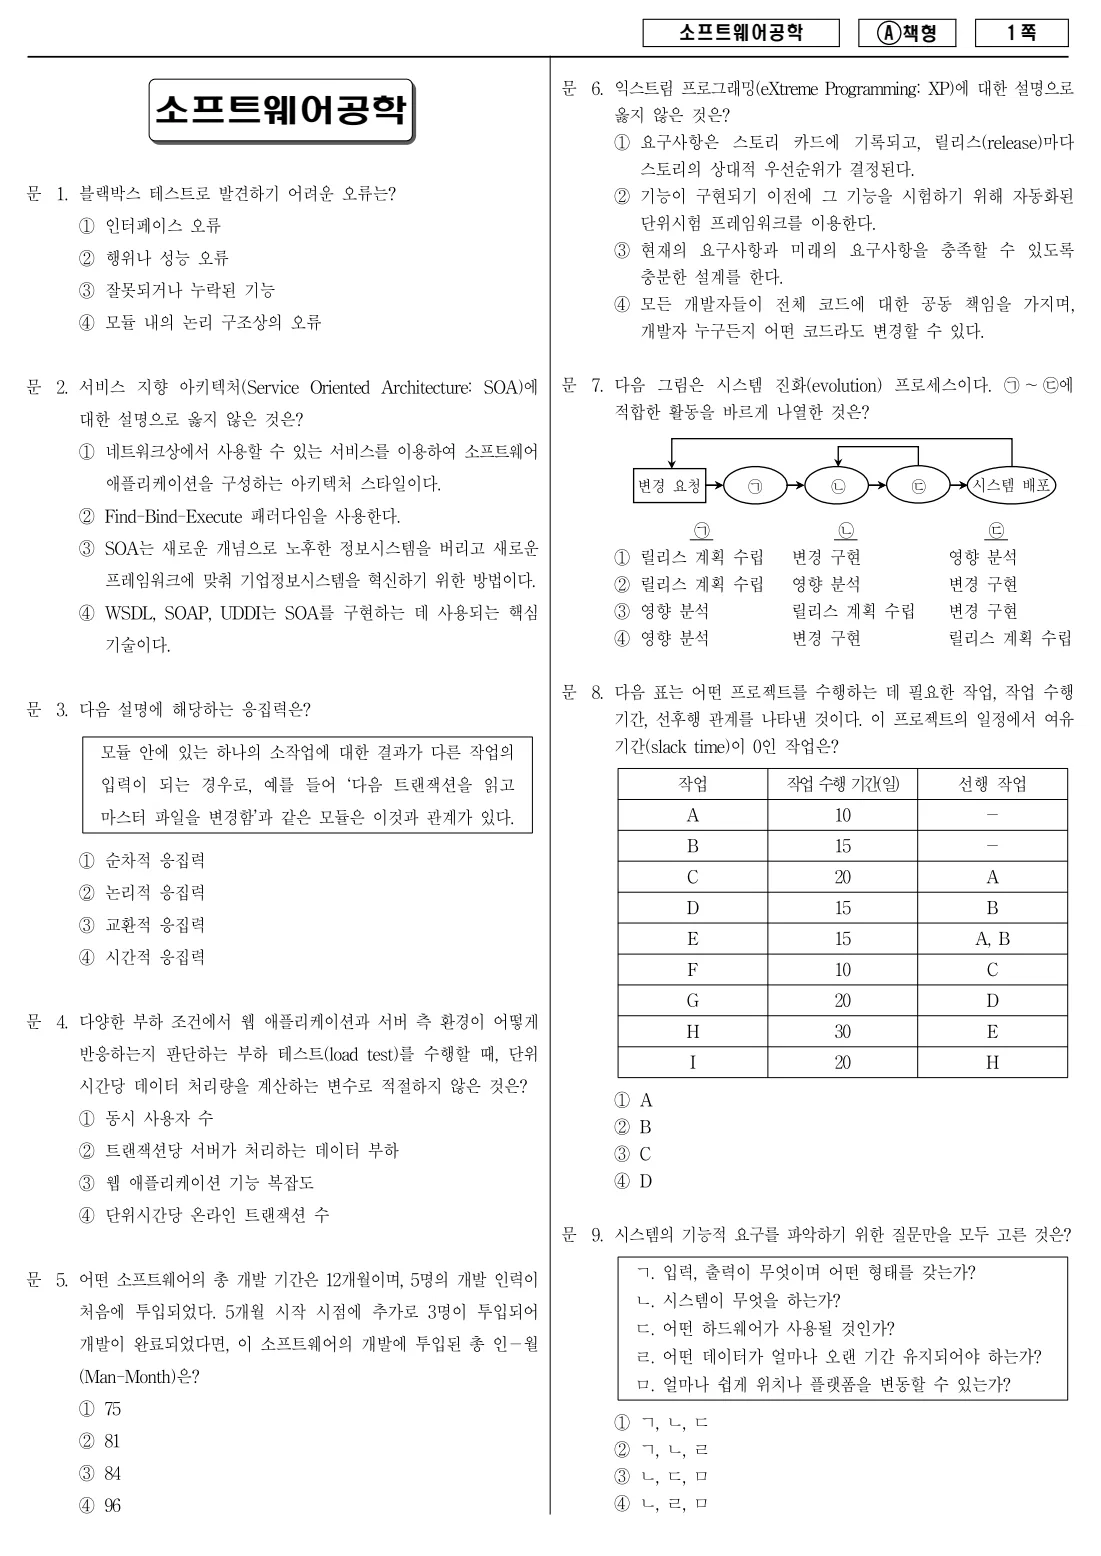 소프트웨어공학
Ⓐ책형
1 쪽
소프트웨어공학
문 1. 블랙박스 테스트로 발견하기 어려운 오류는?
① 인터페이스 오류
② 행위나 성능 오류
③ 잘못되거나 누락된 기능
④ 모듈 내의 논리 구조상의 오류
문 2. 서비스 지향 아키텍처(Service Oriented Architecture: SOA)에
대한 설명으로 옳지 않은 것은?
① 네트워크상에서 사용할 수 있는 서비스를 이용하여 소프트웨어
애플리케이션을 구성하는 아키텍처 스타일이다.
② Find-Bind-Execute 패러다임을 사용한다.
③ SOA는 새로운 개념으로 노후한 정보시스템을 버리고 새로운
프레임워크에 맞춰 기업정보시스템을 혁신하기 위한 방법이다.
④ WSDL, SOAP, UDDI는 SOA를 구현하는 데 사용되는 핵심
기술이다.
문 3. 다음 설명에 해당하는 응집력은?
모듈 안에 있는 하나의 소작업에 대한 결과가 다른 작업의
입력이 되는 경우로, 예를 들어 ‘다음 트랜잭션을 읽고
마스터 파일을 변경함’과 같은 모듈은 이것과 관계가 있다.
① 순차적 응집력
② 논리적 응집력
③ 교환적 응집력
④ 시간적 응집력
문 4. 다양한 부하 조건에서 웹 애플리케이션과 서버 측 환경이 어떻게
반응하는지 판단하는 부하 테스트(load test)를 수행할 때, 단위
시간당 데이터 처리량을 계산하는 변수로 적절하지 않은 것은?
① 동시 사용자 수
② 트랜잭션당 서버가 처리하는 데이터 부하
③ 웹 애플리케이션 기능 복잡도
④ 단위시간당 온라인 트랜잭션 수
문 5. 어떤 소프트웨어의 총 개발 기간은 12개월이며, 5명의 개발 인력이
처음에 투입되었다. 5개월 시작 시점에 추가로 3명이 투입되어
개발이 완료되었다면, 이 소프트웨어의 개발에 투입된 총 인-월
(Man-Month)은?
① 75
② 81
③ 84
④ 96
문 6. 익스트림 프로그래밍(eXtreme Programming: XP)에 대한 설명으로
옳지 않은 것은?
① 요구사항은 스토리 카드에 기록되고, 릴리스(release)마다
스토리의 상대적 우선순위가 결정된다.
② 기능이 구현되기 이전에 그 기능을 시험하기 위해 자동화된
단위시험 프레임워크를 이용한다.
③ 현재의 요구사항과 미래의 요구사항을 충족할 수 있도록
충분한 설계를 한다.
④ 모든 개발자들이 전체 코드에 대한 공동 책임을 가지며,
개발자 누구든지 어떤 코드라도 변경할 수 있다.
문 7. 다음 그림은 시스템 진화(evolution) 프로세스이다. ㉠ ~ ㉢에
적합한 활동을 바르게 나열한 것은?
변경 요청 ㉠ ㉡ ㉢ 시스템 배포
㉠ ㉡ ㉢
① 릴리스 계획 수립 변경 구현 영향 분석
② 릴리스 계획 수립 영향 분석 변경 구현
③ 영향 분석 릴리스 계획 수립 변경 구현
④ 영향 분석 변경 구현 릴리스 계획 수립
문 8. 다음 표는 어떤 프로젝트를 수행하는 데 필요한 작업, 작업 수행
기간, 선후행 관계를 나타낸 것이다. 이 프로젝트의 일정에서 여유
기간(slack time)이 0인 작업은?
작업 작업 수행 기간(일) 선행 작업
A 10 -
B 15 -
C 20 A
D 15 B
E 15 A, B
F 10 C
G 20 D
H 30 E
I 20 H
① A
② B
③ C
④ D
문 9. 시스템의 기능적 요구를 파악하기 위한 질문만을 모두 고른 것은?
ㄱ. 입력, 출력이 무엇이며 어떤 형태를 갖는가?
ㄴ. 시스템이 무엇을 하는가?
ㄷ. 어떤 하드웨어가 사용될 것인가?
ㄹ. 어떤 데이터가 얼마나 오랜 기간 유지되어야 하는가?
ㅁ. 얼마나 쉽게 위치나 플랫폼을 변동할 수 있는가?
① ㄱ, ㄴ, ㄷ
② ㄱ, ㄴ, ㄹ
③ ㄴ, ㄷ, ㅁ
④ ㄴ, ㄹ, ㅁ